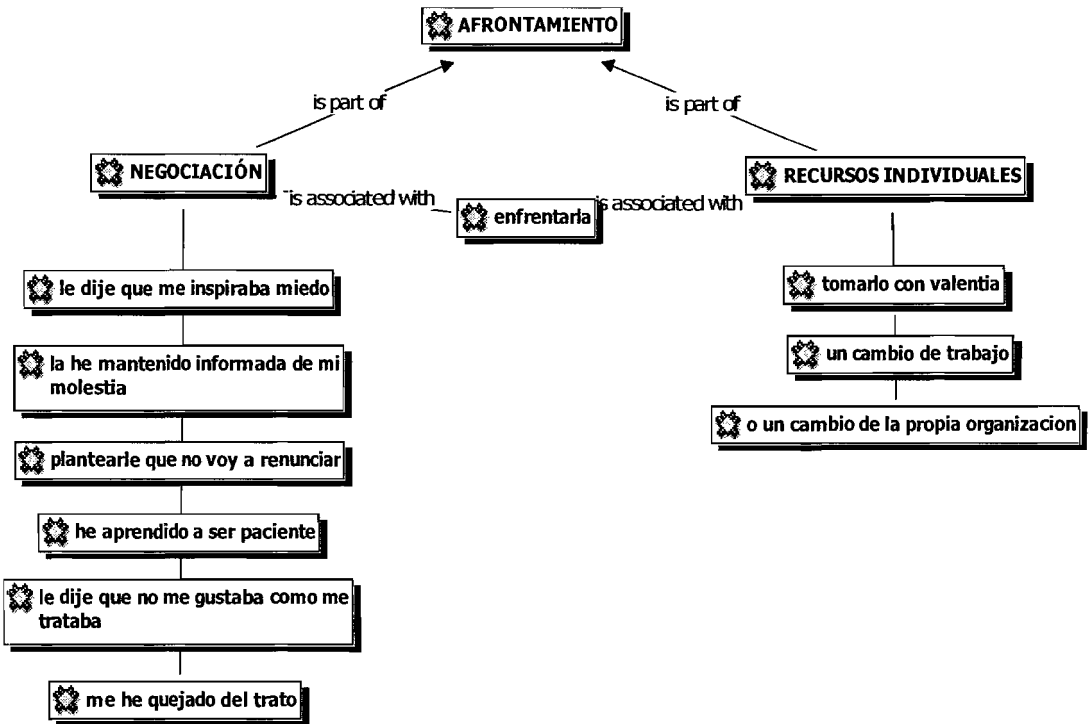 AFRONTAMIENTO
is part of
is part of
NEGOCIACIÓN
RECURSOS INDIVIDUALES
is associated with
enfrentarla
is associated with
le dije que me inspiraba miedo
la he mantenido informada de mi
molestia
plantearle que no voy a renunciar
he aprendido a ser paciente
le dije que no me gustaba como me
trataba
me he quejado del trato
tomarlo con valentia
un cambio de trabajo
o un cambio de la propia organizacion